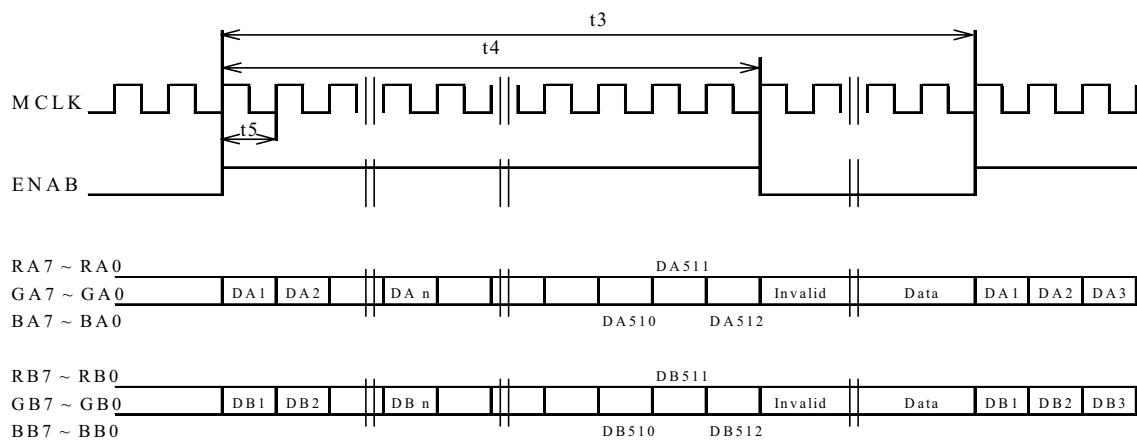 t3
t4
MCLK
t5
ENAB
RA7 ~ RA0
DA511
GA7 ~ GA0
DA1 DA2 DA n Invalid Data DA1 DA2 DA3
BA7 ~ BA0
DA510 DA512
RB7 ~ RB0
DB511
GB7 ~ GB0
DB1 DB2 DB n Invalid Data DB1 DB2 DB3
BB7 ~ BB0
DB510 DB512